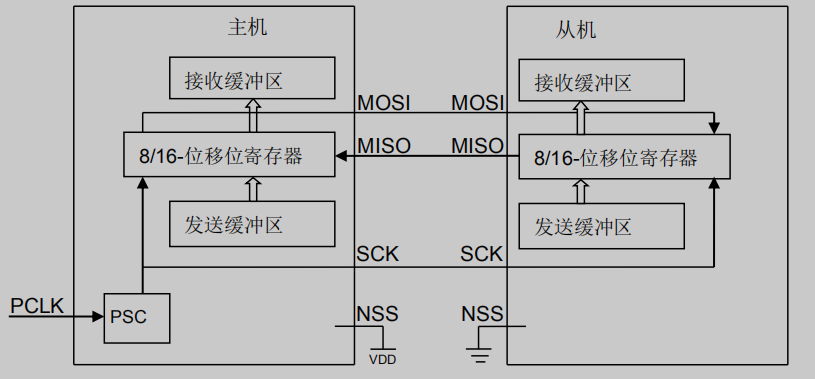 主机
从机
接收缓冲区
接收缓冲区
MOSI
MOSI
8/16-位移位寄存器
MISO
MISO
8/16-位移位寄存器
发送缓冲区
发送缓冲区
SCK
SCK
PCLK
PSC
NSS
NSS
VDD